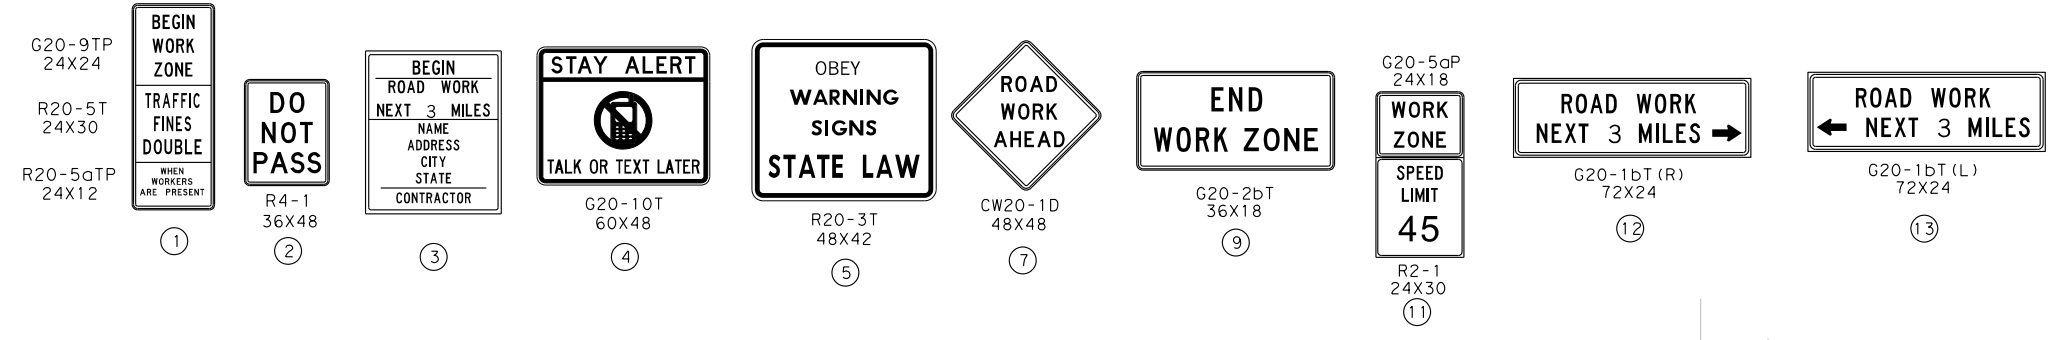 G20-9TP
24X24
R20-5T
24X30
R20-5aTP
24X12
BEGIN
WORK
ZONE
TRAFFIC
FINES
DOUBLE
WHEN
WORKERS
ARE PRESENT
1
DO
NOT
PASS
R4-1
36X48
2
BEGIN
ROAD WORK
NEXT 3 MILES
NAME
ADDRESS
CITY
STATE
CONTRACTOR
3
STAY ALERT
TALK OR TEXT LATER
G20-10T
60X48
4
OBEY
WARNING
SIGNS
STATE LAW
R20-3T
48X42
5
ROAD
WORK
AHEAD
CW20-1D
48X48
7
END
WORK ZONE
G20-2bT
36X18
9
G20-5aP
24X18
WORK
ZONE
SPEED
LIMIT
45
R2-1
24X30
11
ROAD WORK
NEXT 3 MILES
G20-1bT(R)
72X24
12
ROAD WORK
NEXT 3 MILES
G20-1bT(L)
72X24
13